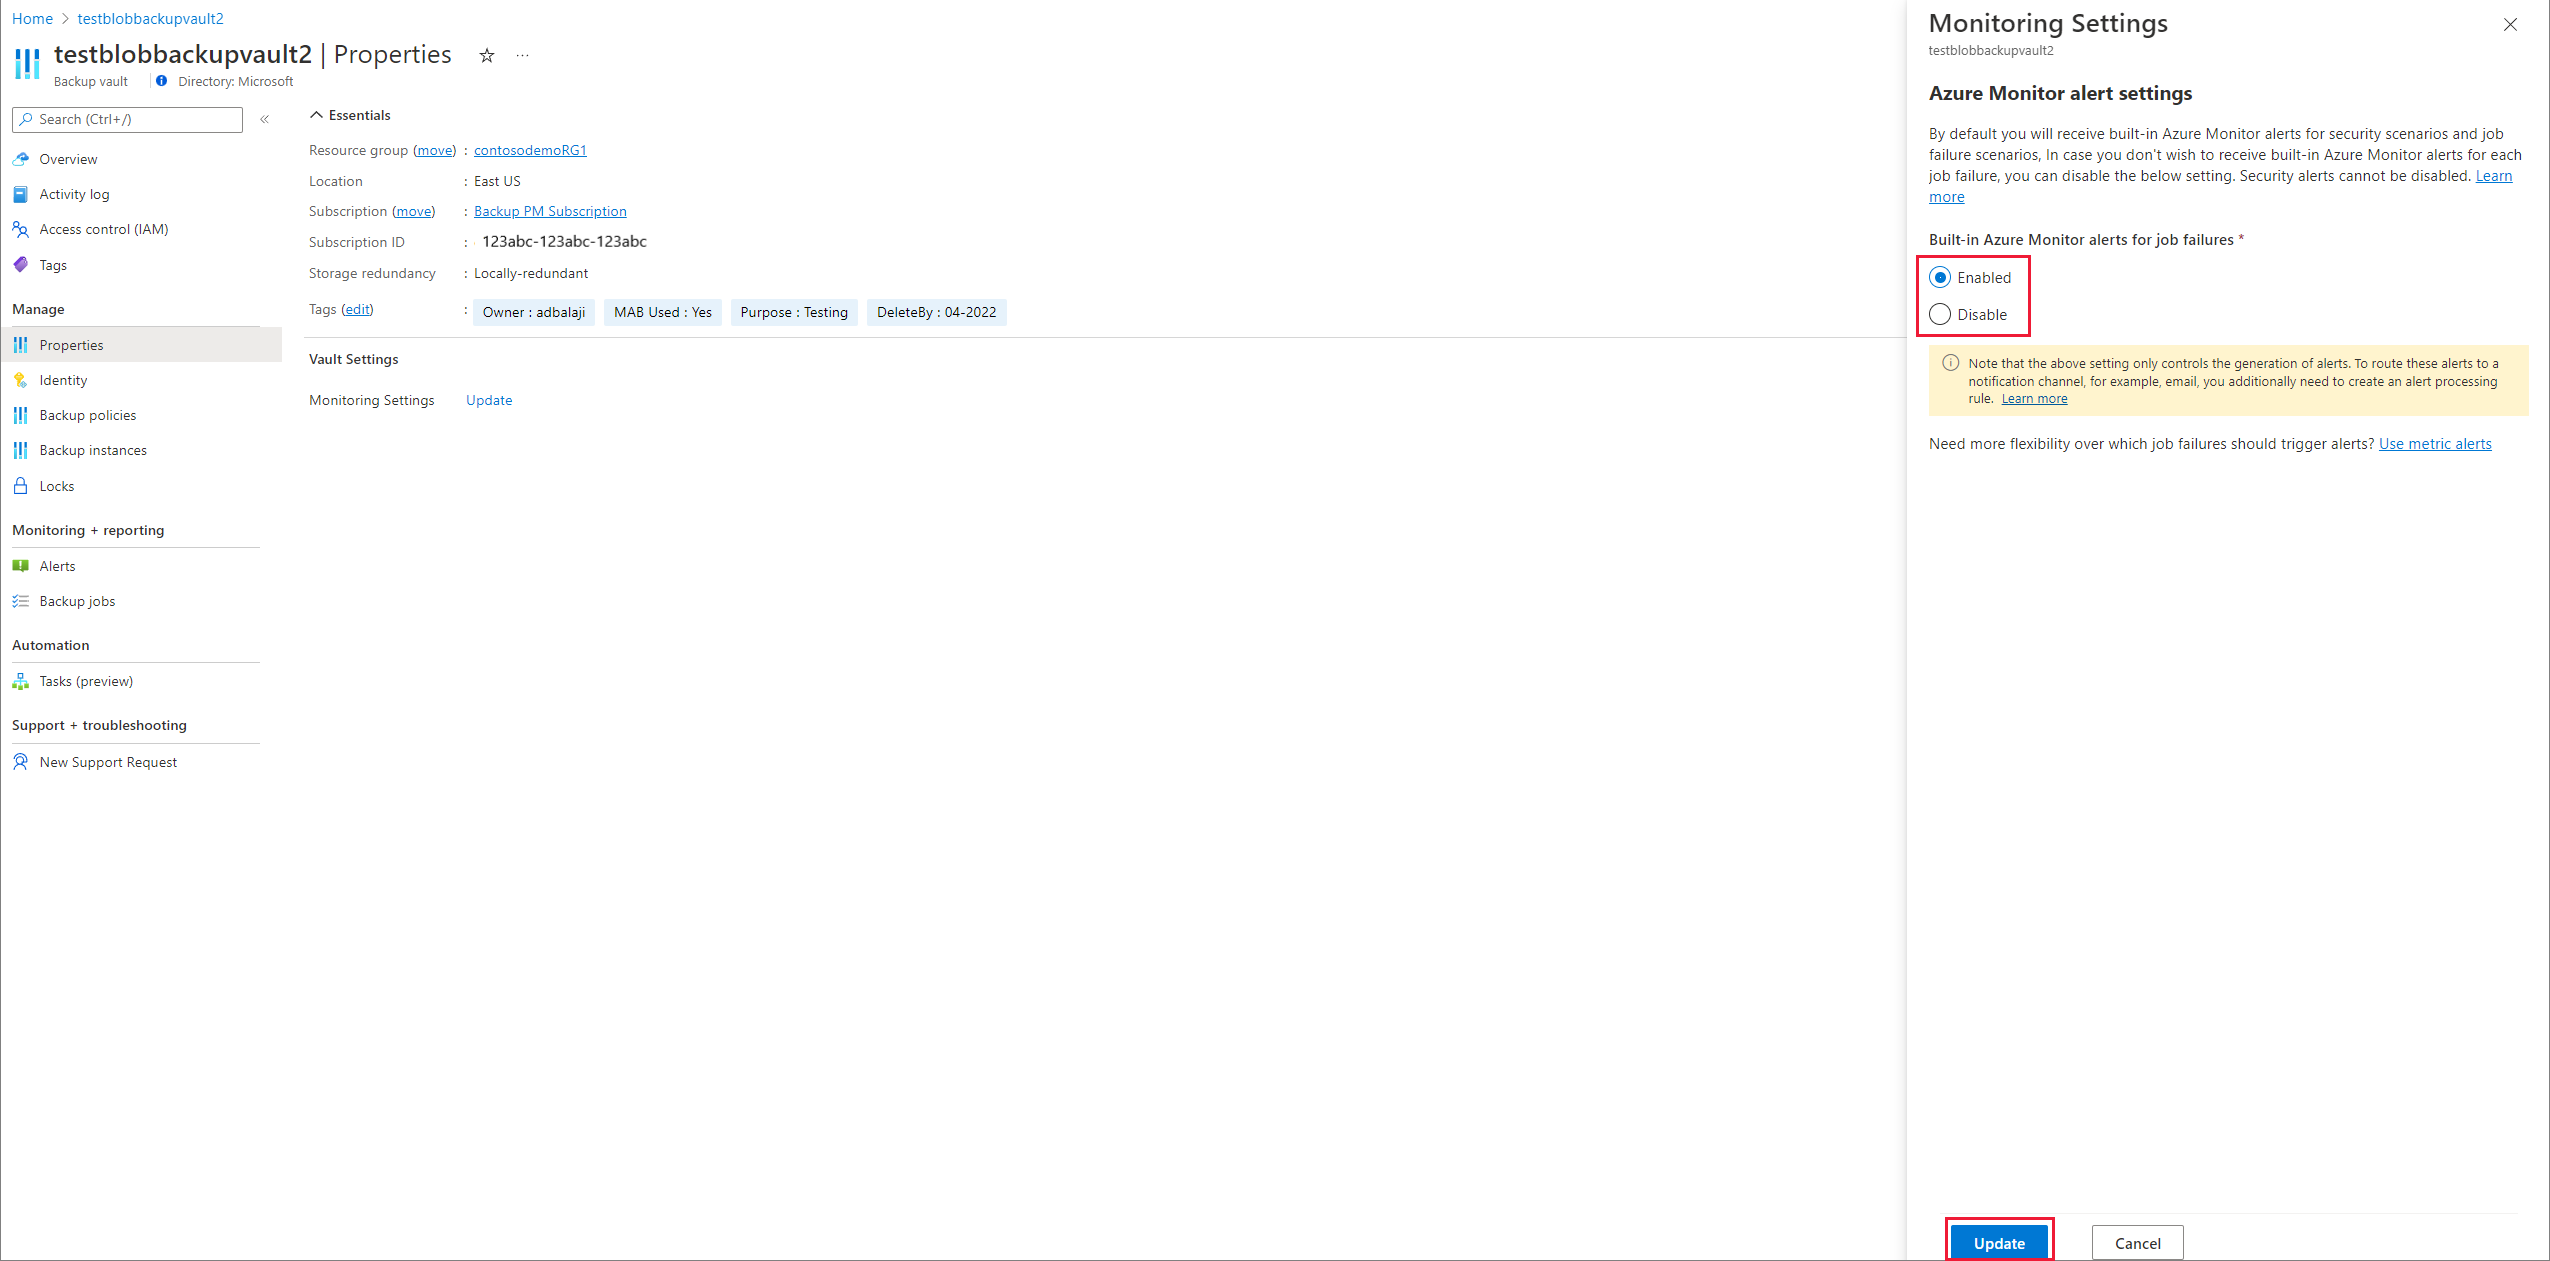 Home > testblobbackupvault2
testblobbackupvault2 | Properties
Backup vault
Directory: Microsoft
Search (Ctrl+/)
«
Overview
Activity log
Access control (IAM)
Tags
Manage
Properties
Identity
Backup policies
Backup instances
Locks
Monitoring + reporting
Alerts
Backup jobs
Automation
Tasks (preview)
Support + troubleshooting
New Support Request
Essentials
Resource group (move) : contosodemoRG1
Location : East US
Subscription (move) : Backup PM Subscription
Subscription ID : 123abc-123abc-123abc
Storage redundancy : Locally-redundant
Tags (edit) : Owner : adbalaji MAB Used : Yes Purpose : Testing DeleteBy : 04-2022
Vault Settings
Monitoring Settings Update
Monitoring Settings
testblobbackupvault2
Azure Monitor alert settings
By default you will receive built-in Azure Monitor alerts for security scenarios and job
failure scenarios, In case you don't wish to receive built-in Azure Monitor alerts for each
job failure, you can disable the below setting. Security alerts cannot be disabled. Learn
more
Built-in Azure Monitor alerts for job failures *
Enabled
Disable
Note that the above setting only controls the generation of alerts. To route these alerts to a
notification channel, for example, email, you additionally need to create an alert processing
rule. Learn more
Need more flexibility over which job failures should trigger alerts? Use metric alerts
Update
Cancel